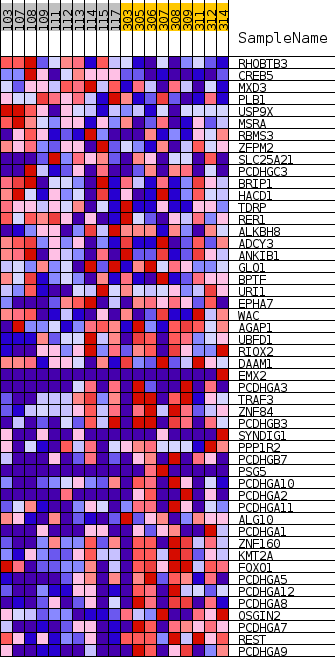 108 107 108 109 111 112 113 114 115 117 303 305 306 307 308 309 311 312 314
SampleName
RHOBTB3
CREB5
MXD3
PLB1
USP9X
MSRA
RBMS3
ZFPM2
SLC25A21
PCDHGC3
BRIP1
HACD1
TDRP
RER1
ALKBH8
ADCY3
ANKIB1
GLO1
BPTF
URI1
EPHA7
WAC
AGAP1
UBFD1
RIOX2
DAAM1
EMX2
PCDHGA3
TRAF3
ZNF84
PCDHGB3
SYNDIG1
PPP1R2
PCDHGB7
PSG5
PCDHGA10
PCDHGA2
PCDHGA11
ALG10
PCDHGA1
ZNF160
KMT2A
FOXO1
PCDHGA5
PCDHGA12
PCDHGA8
OSGIN2
PCDHGA7
REST
PCDHGA9